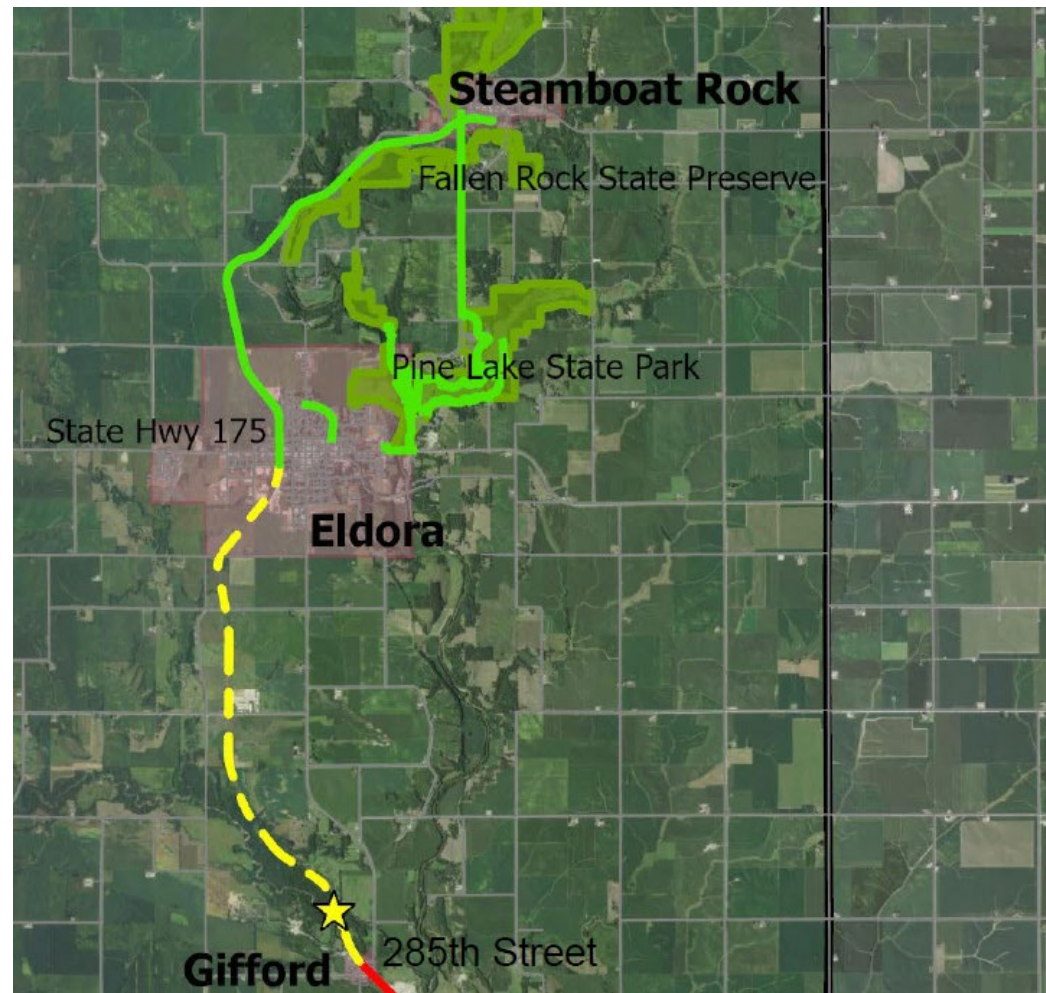 Steamboat Rock
Fallen Rock State Preserve
Pine Lake State Park
State Hwy 175
Eldora
285th Street
Gifford